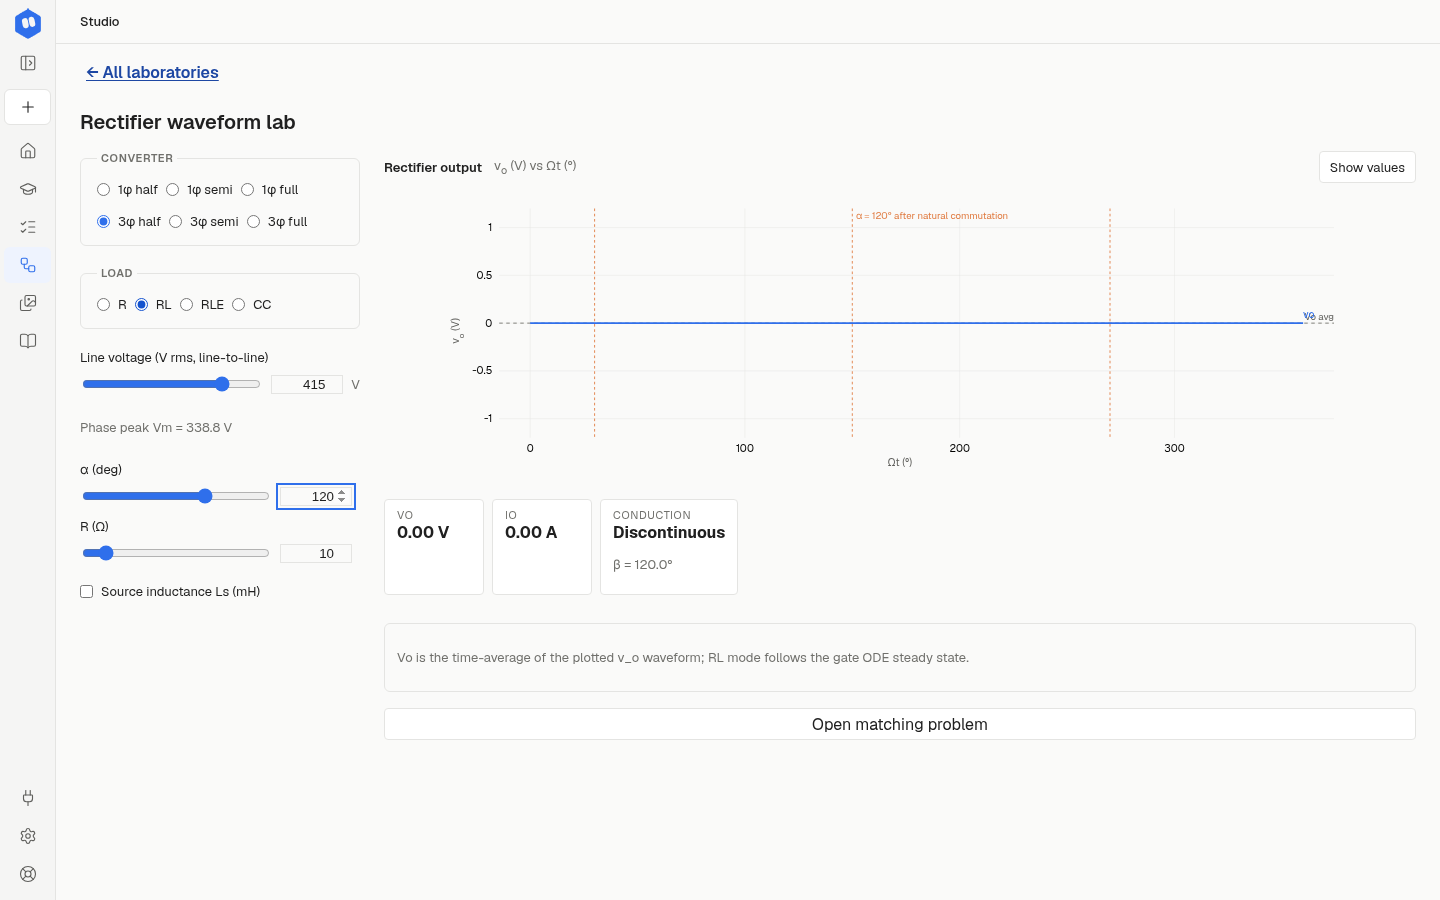 Studio
← All laboratories
Rectifier waveform lab
CONVERTER
1φ half 1φ semi 1φ full
3φ half 3φ semi 3φ full
LOAD
R RL RLE CC
Line voltage (V rms, line-to-line)
415 V
Phase peak Vm = 338.8 V
α (deg)
120
R (Ω)
10
Source inductance Ls (mH)
Rectifier output vo (V) vs Ωt (°)
Show values
α = 120° after natural commutation
1
0.5
0
-0.5
-1
vo (V)
Vo avg
0 100 200 300
Ωt (°)
VO
0.00 V
IO
0.00 A
CONDUCTION
Discontinuous
β = 120.0°
Vo is the time-average of the plotted v_o waveform; RL mode follows the gate ODE steady state.
Open matching problem